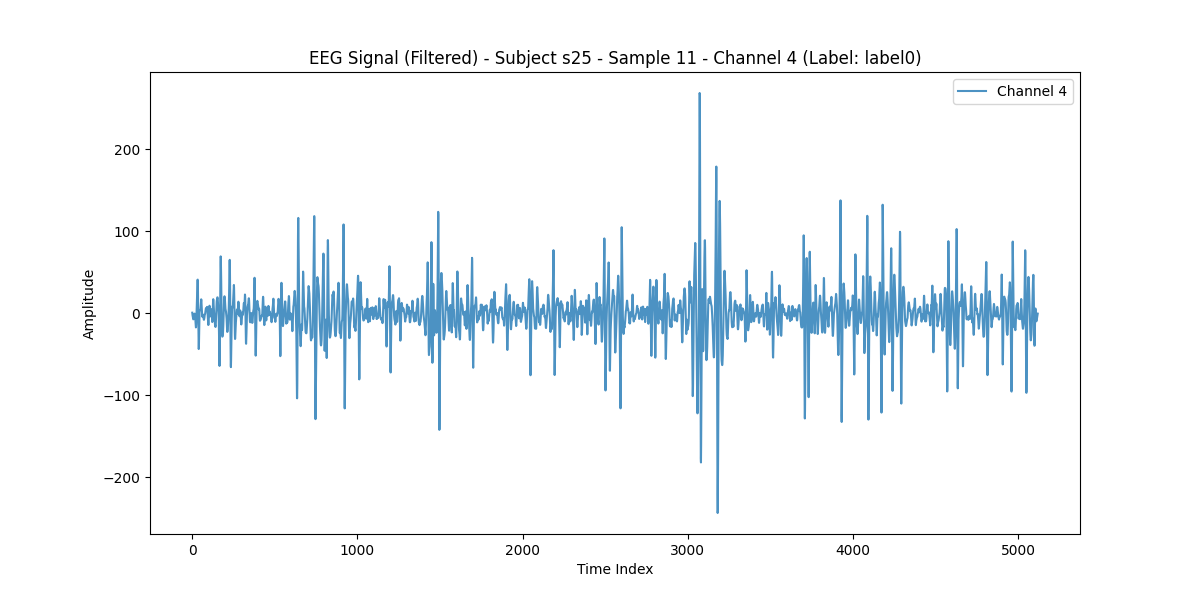 EEG Signal (Filtered) - Subject s25 - Sample 11 - Channel 4 (Label: label0)
Channel 4
200
100
0
−100
−200
Amplitude
0
1000
2000
3000
4000
5000
Time Index